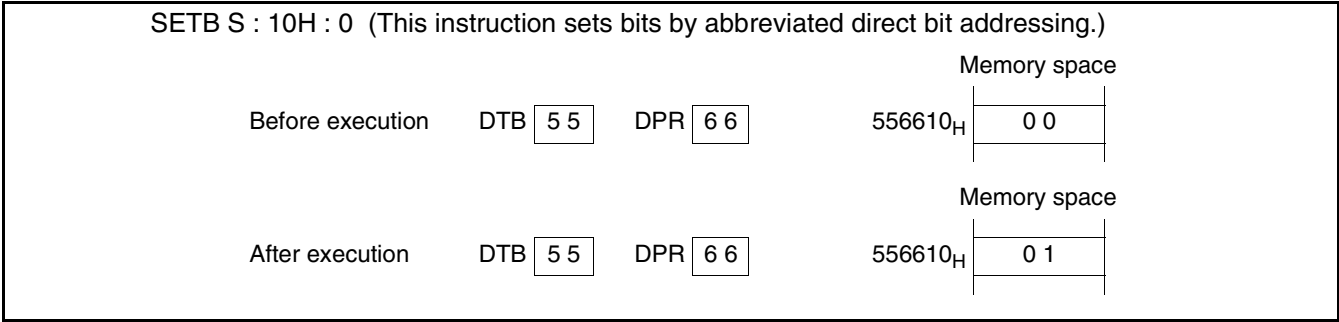 SETB S : 10H : 0 (This instruction sets bits by abbreviated direct bit addressing.)
Memory space
Before execution DTB 5 5 DPR 6 6 556610H 0 0
Memory space
After execution DTB 5 5 DPR 6 6 556610H 0 1